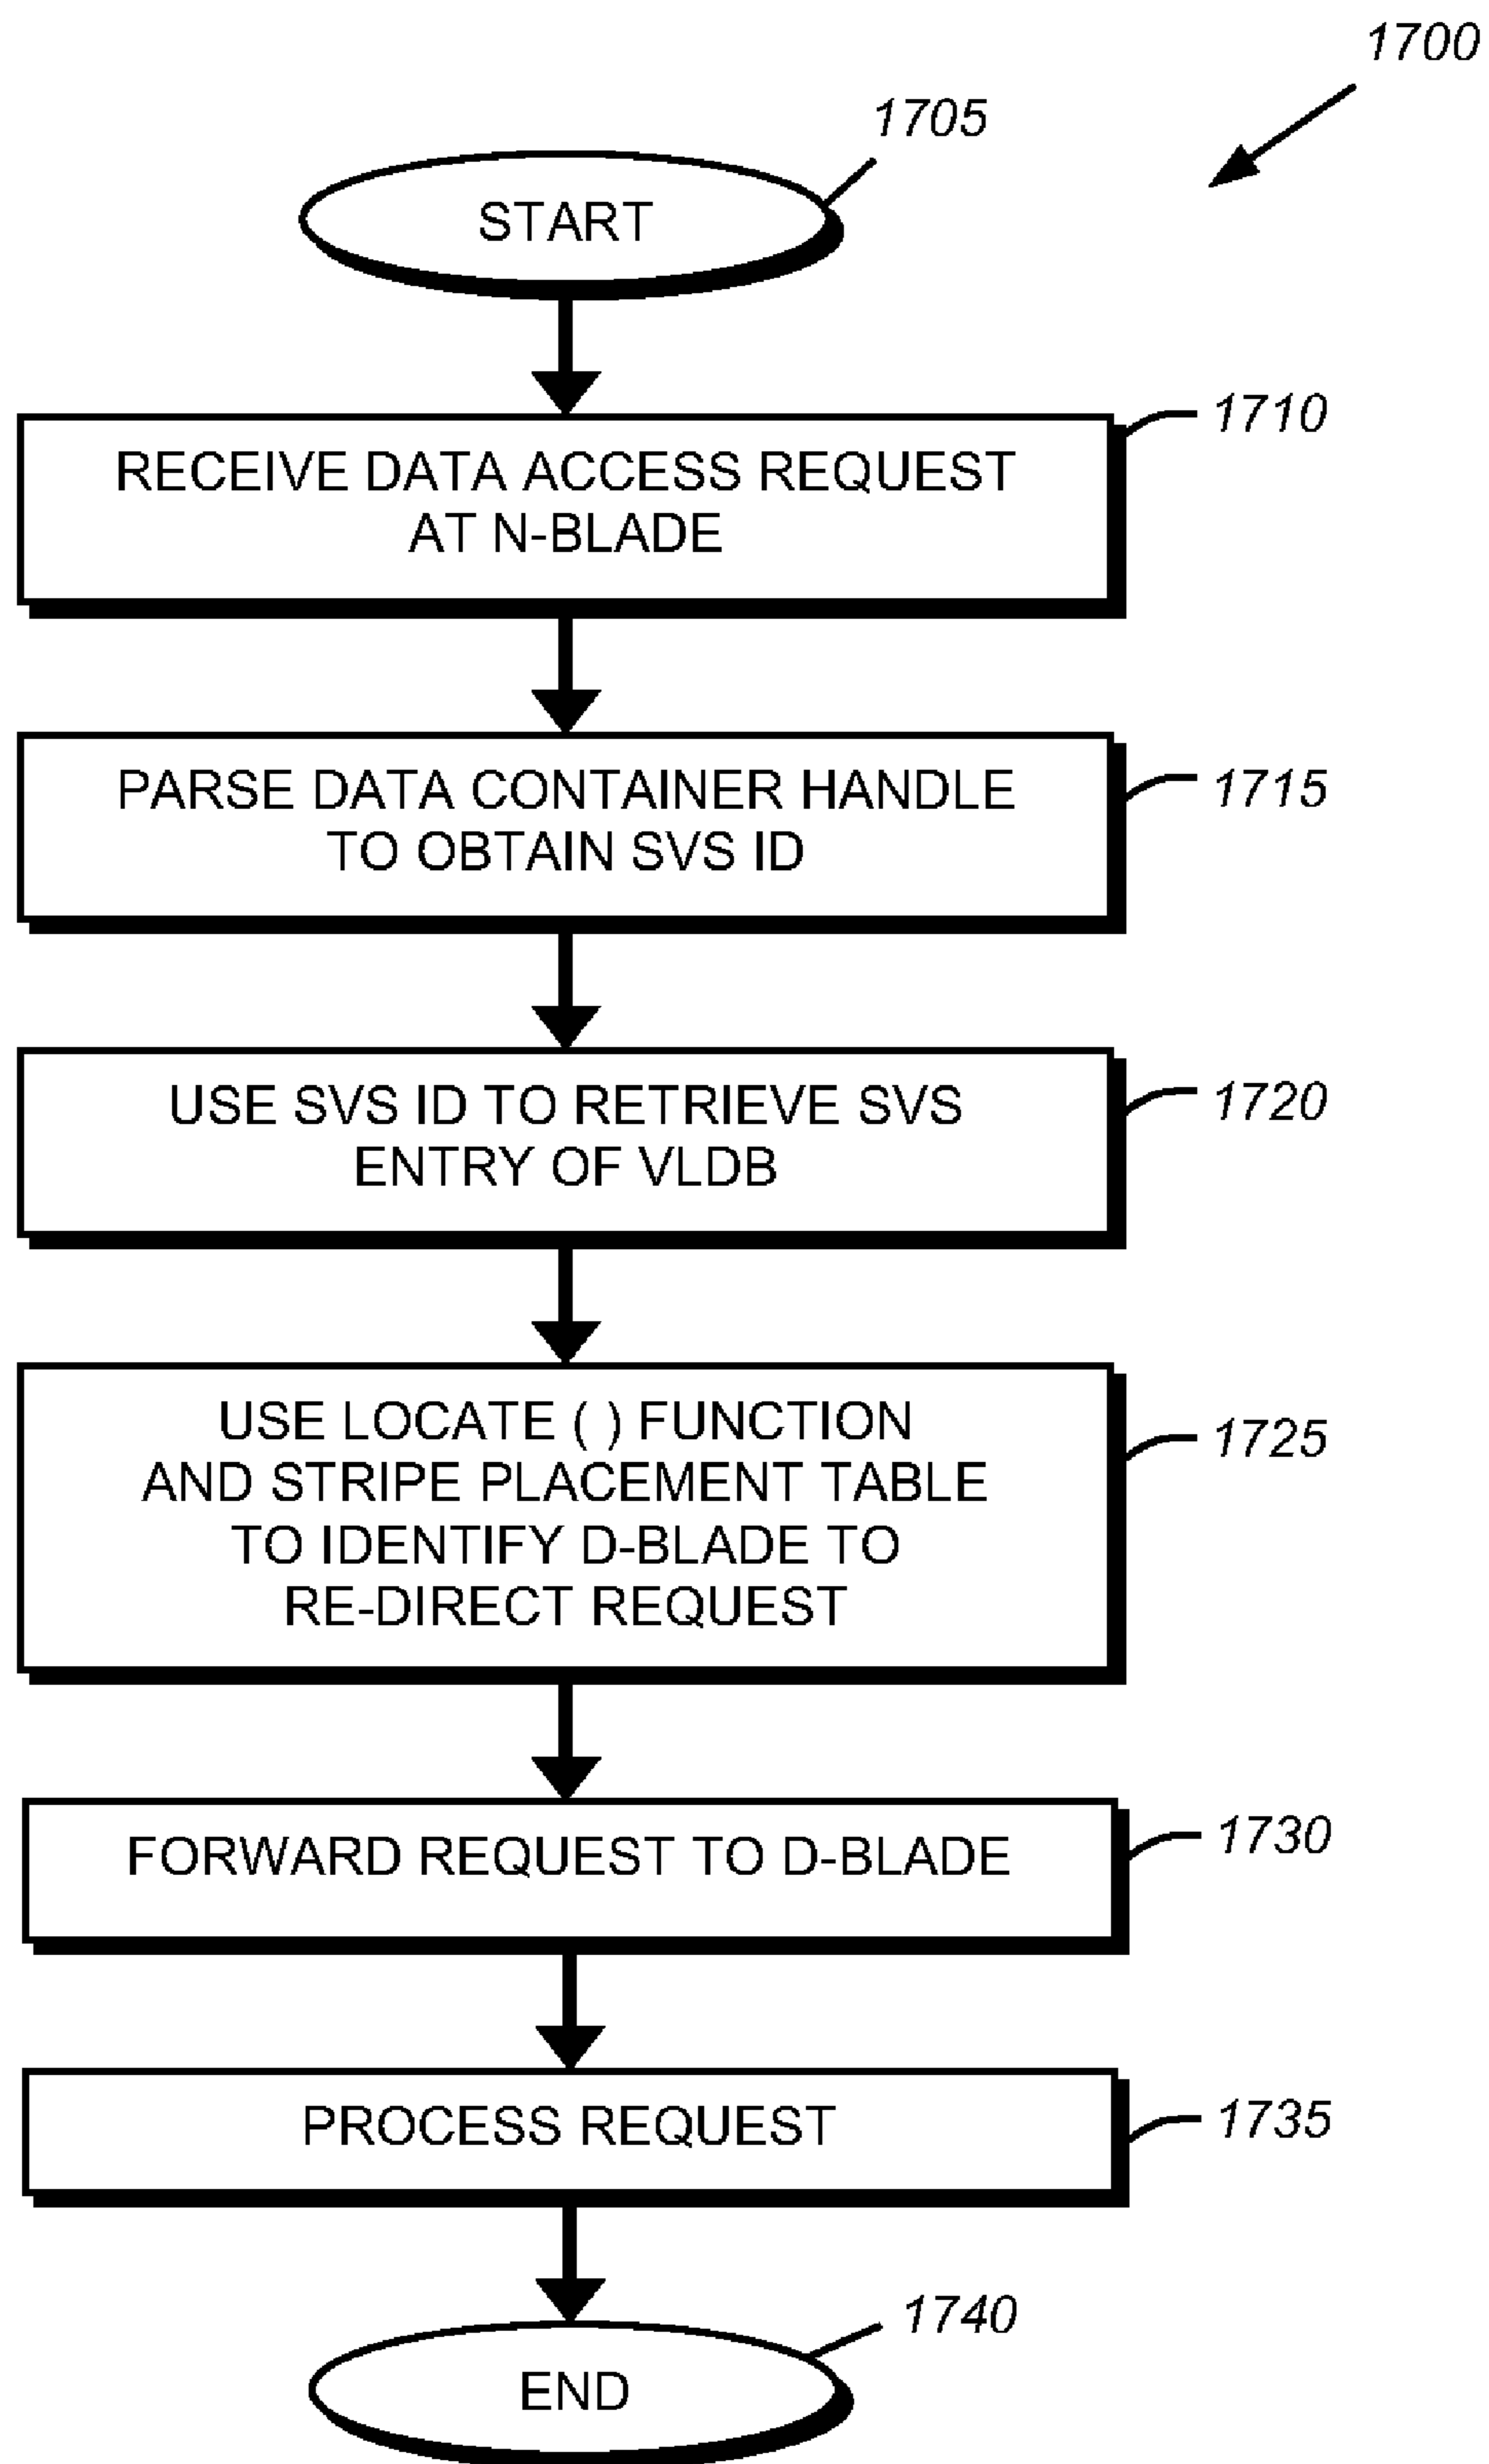 1700
1705
START
1710
RECEIVE DATA ACCESS REQUEST
AT N-BLADE
1715
PARSE DATA CONTAINER HANDLE
TO OBTAIN SVS ID
1720
USE SVS ID TO RETRIEVE SVS
ENTRY OF VLDB
1725
USE LOCATE ( ) FUNCTION
AND STRIPE PLACEMENT TABLE
TO IDENTIFY D-BLADE TO
RE-DIRECT REQUEST
1730
FORWARD REQUEST TO D-BLADE
1735
PROCESS REQUEST
1740
END